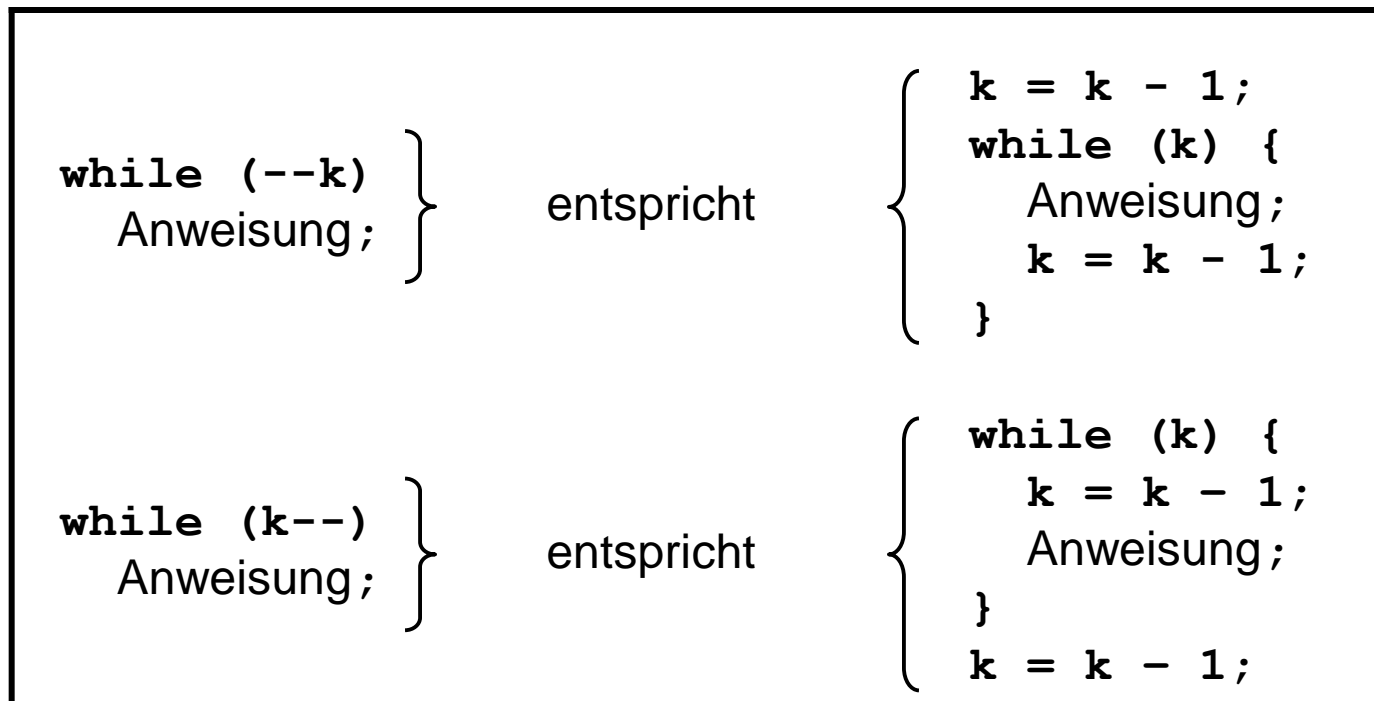 while (--k)
Anweisung;
entspricht
k = k - 1;
while (k) {
Anweisung;
k = k - 1;
}
while (k--)
Anweisung;
entspricht
while (k) {
k = k – 1;
Anweisung;
}
k = k – 1;